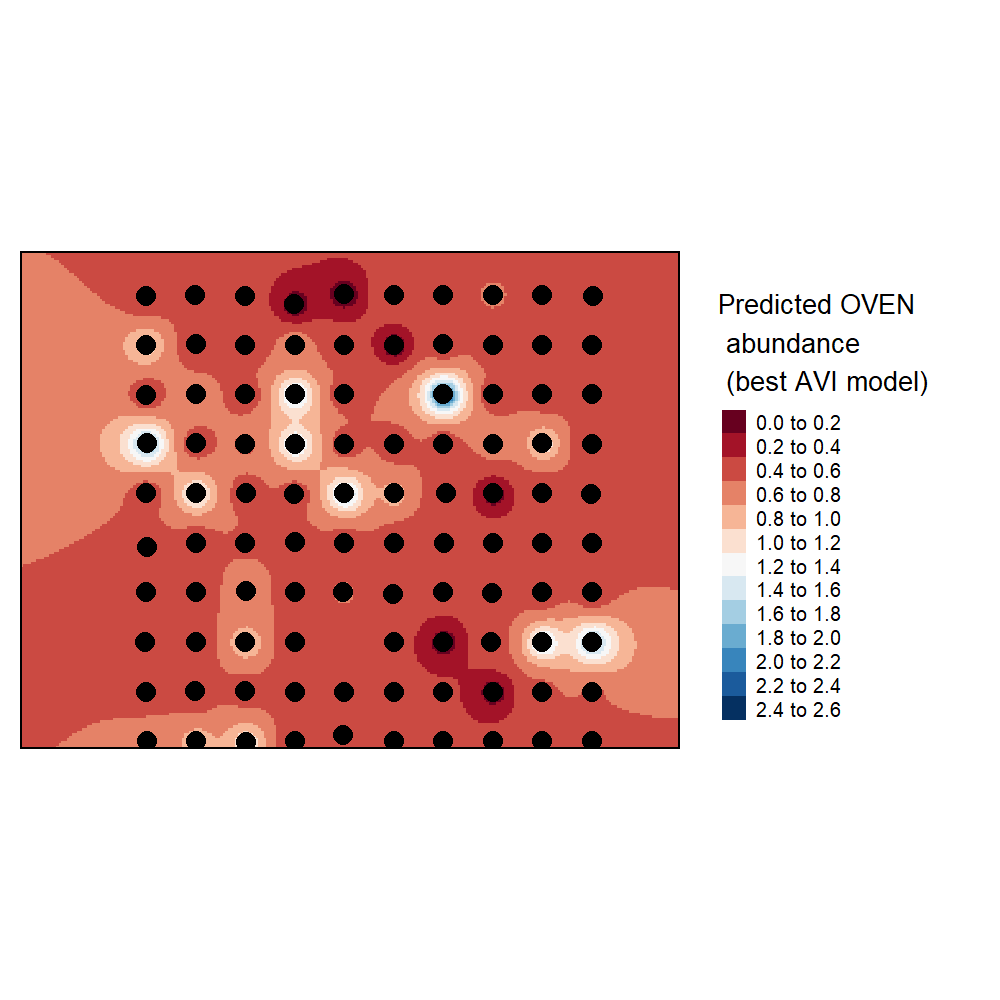 Predicted OVEN
abundance
(best AVI model)
0.0 to 0.2
0.2 to 0.4
0.4 to 0.6
0.6 to 0.8
0.8 to 1.0
1.0 to 1.2
1.2 to 1.4
1.4 to 1.6
1.6 to 1.8
1.8 to 2.0
2.0 to 2.2
2.2 to 2.4
2.4 to 2.6